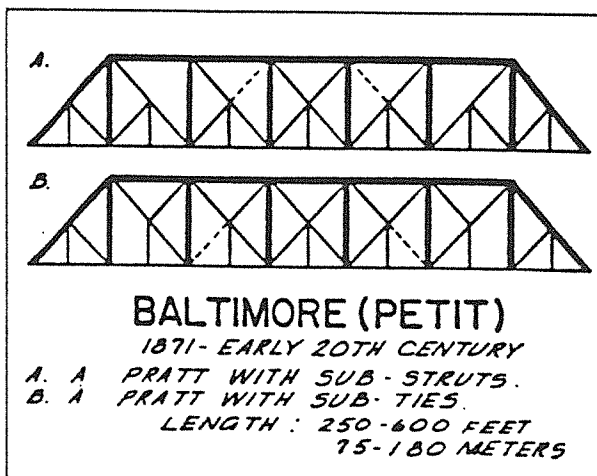 A.
B.
BALTIMORE (PETIT)
1871 - EARLY 20TH CENTURY
A. A PRATT WITH SUB - STRUTS.
B. A PRATT WITH SUB - TIES.
LENGTH : 250-600 FEET
75-180 METERS